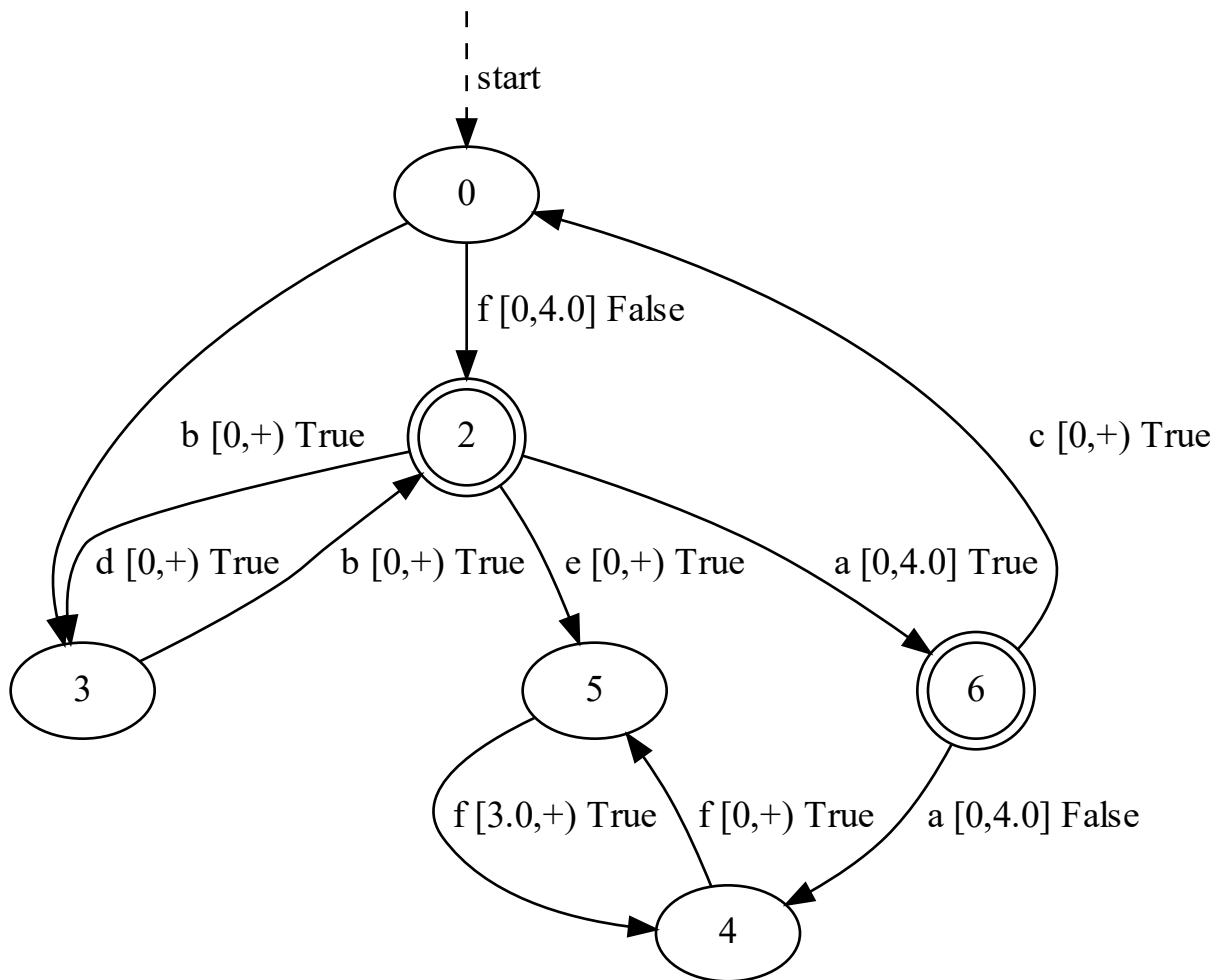 start
0
f [0,4.0] False
b [0,+) True
2
c [0,+) True
d [0,+) True
b [0,+) True
e [0,+) True
a [0,4.0] True
3
5
6
f [3.0,+) True
f [0,+) True
a [0,4.0] False
4